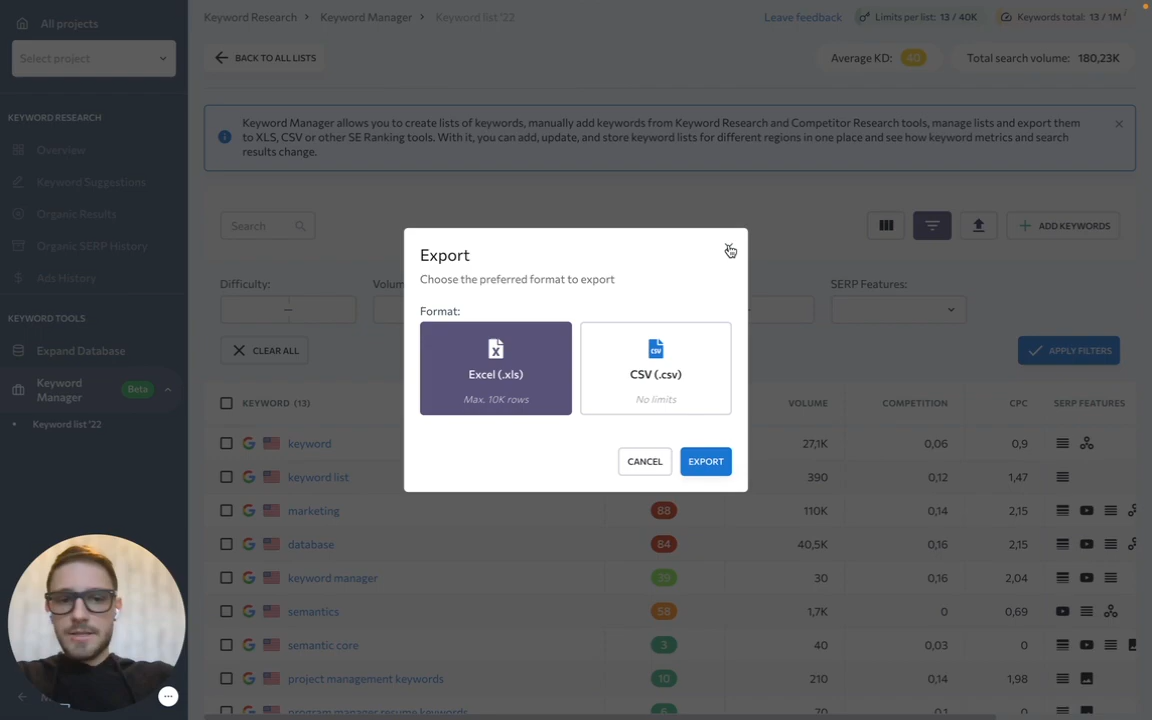 All projects
Select project
KEYWORD RESEARCH
Overview
Keyword Suggestions
Organic Results
Organic SERP History
Ads History
KEYWORD TOOLS
Expand Database
Keyword
Manager
Beta
Keyword list '22
Keyword Research > Keyword Manager > Keyword list '22
Leave feedback
Limits per list: 13 / 40K
Keywords total: 13 / 1M
BACK TO ALL LISTS
Average KD: 40
Total search volume: 180,23K
Keyword Manager allows you to create lists of keywords, manually add keywords from Keyword Research and Competitor Research tools, manage lists and export them
to XLS, CSV or other SE Ranking tools. With it, you can add, update, and store keyword lists for different regions in one place and see how keyword metrics and search
results change.
Search
ADD KEYWORDS
Difficulty:
SERP Features:
—
CLEAR ALL
APPLY FILTERS
Export
Choose the preferred format to export
Format:
Excel (.xls)
Max. 10K rows
CSV
CSV (.csv)
No limits
CANCEL
EXPORT
KEYWORD (13) VOLUME COMPETITION CPC SERP FEATURES
keyword 27,1K 0,06 0,9
keyword list 390 0,12 1,47
marketing 88 110K 0,14 2,15
database 84 40,5K 0,16 2,15
keyword manager 39 30 0,16 2,04
semantics 58 1,7K 0 0,69
semantic core 3 40 0,03 0
project management keywords 10 210 0,14 1,98
program manager resume keywords 6 70 0,1